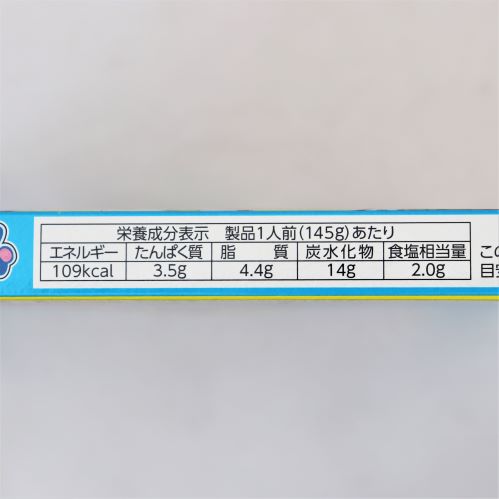 栄養成分表示 製品1人前(145g)あたり
エネルギー たんぱく質 脂質 炭水化物 食塩相当量
109kcal 3.5g 4.4g 14g 2.0g
この
目安